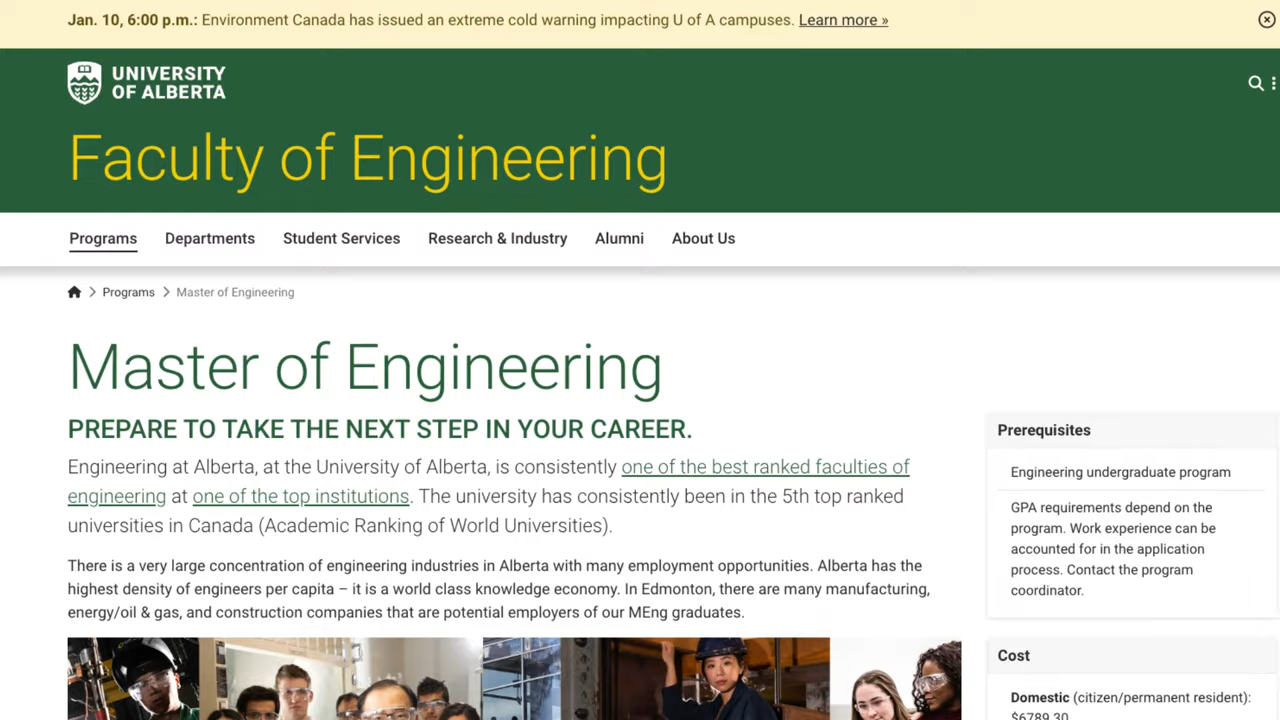 Jan. 10, 6:00 p.m.: Environment Canada has issued an extreme cold warning impacting U of A campuses. Learn more »
UNIVERSITY
OF ALBERTA
Faculty of Engineering
Programs Departments Student Services Research & Industry Alumni About Us
Programs Master of Engineering
Master of Engineering
PREPARE TO TAKE THE NEXT STEP IN YOUR CAREER.
Engineering at Alberta, at the University of Alberta, is consistently one of the best ranked faculties of
engineering at one of the top institutions. The university has consistently been in the 5th top ranked
universities in Canada (Academic Ranking of World Universities).
There is a very large concentration of engineering industries in Alberta with many employment opportunities. Alberta has the
highest density of engineers per capita – it is a world class knowledge economy. In Edmonton, there are many manufacturing,
energy/oil & gas, and construction companies that are potential employers of our MEng graduates.
Prerequisites
Engineering undergraduate program
GPA requirements depend on the
program. Work experience can be
accounted for in the application
process. Contact the program
coordinator.
Cost
Domestic (citizen/permanent resident):
$6789.30